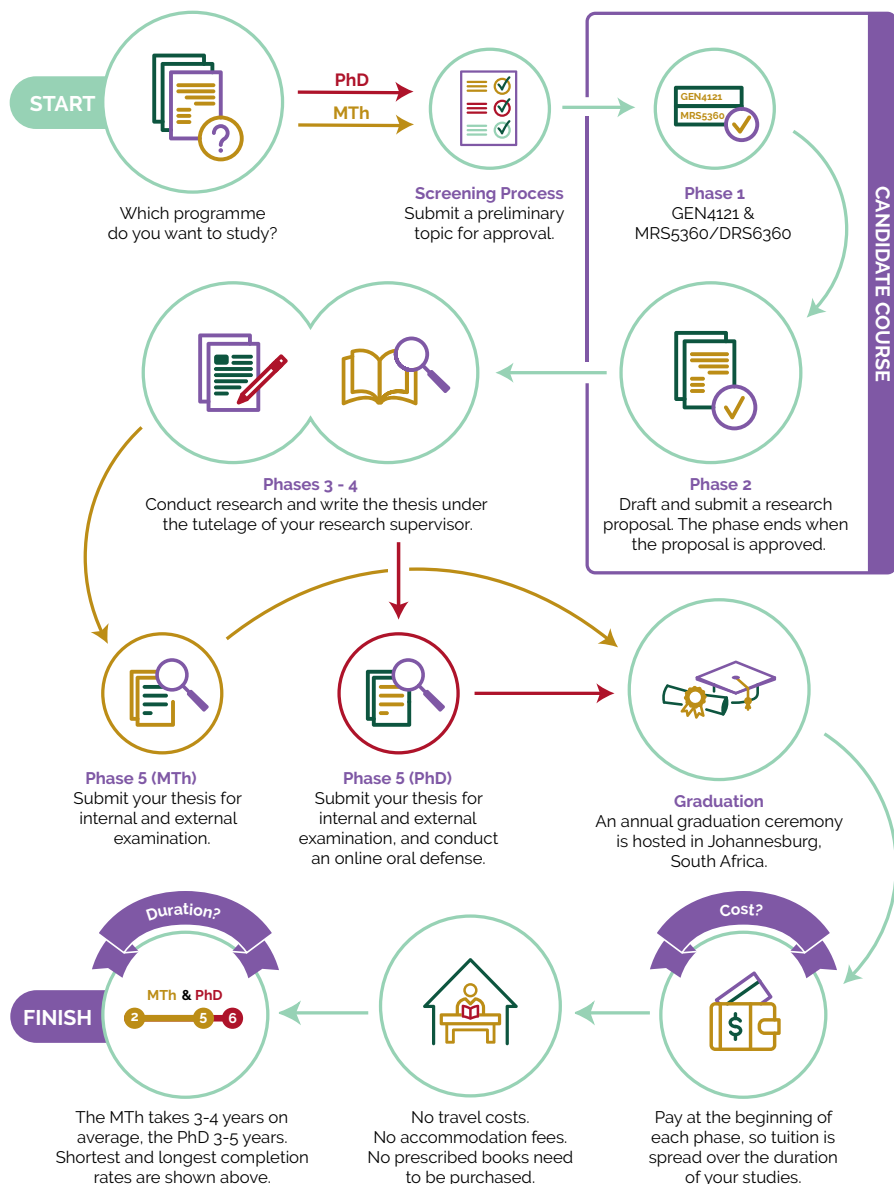 START
PhD
MTh
Which programme
do you want to study?
Screening Process
Submit a preliminary
topic for approval.
GEN4121
MRS5360
Phase 1
GEN4121 &
MRS5360/DRS6360
CANDIDATE COURSE
Phase 2
Draft and submit a research
proposal. The phase ends when
the proposal is approved.
Phases 3 - 4
Conduct research and write the thesis under
the tutelage of your research supervisor.
Phase 5 (MTh)
Submit your thesis for
internal and external
examination.
Phase 5 (PhD)
Submit your thesis for
internal and external
examination, and conduct
an online oral defense.
Graduation
An annual graduation ceremony
is hosted in Johannesburg,
South Africa.
Cost?
$
Pay at the beginning of
each phase, so tuition is
spread over the duration
of your studies.
No travel costs.
No accommodation fees.
No prescribed books need
to be purchased.
Duration?
MTh & PhD
2 5 6
FINISH
The MTh takes 3-4 years on
average, the PhD 3-5 years.
Shortest and longest completion
rates are shown above.